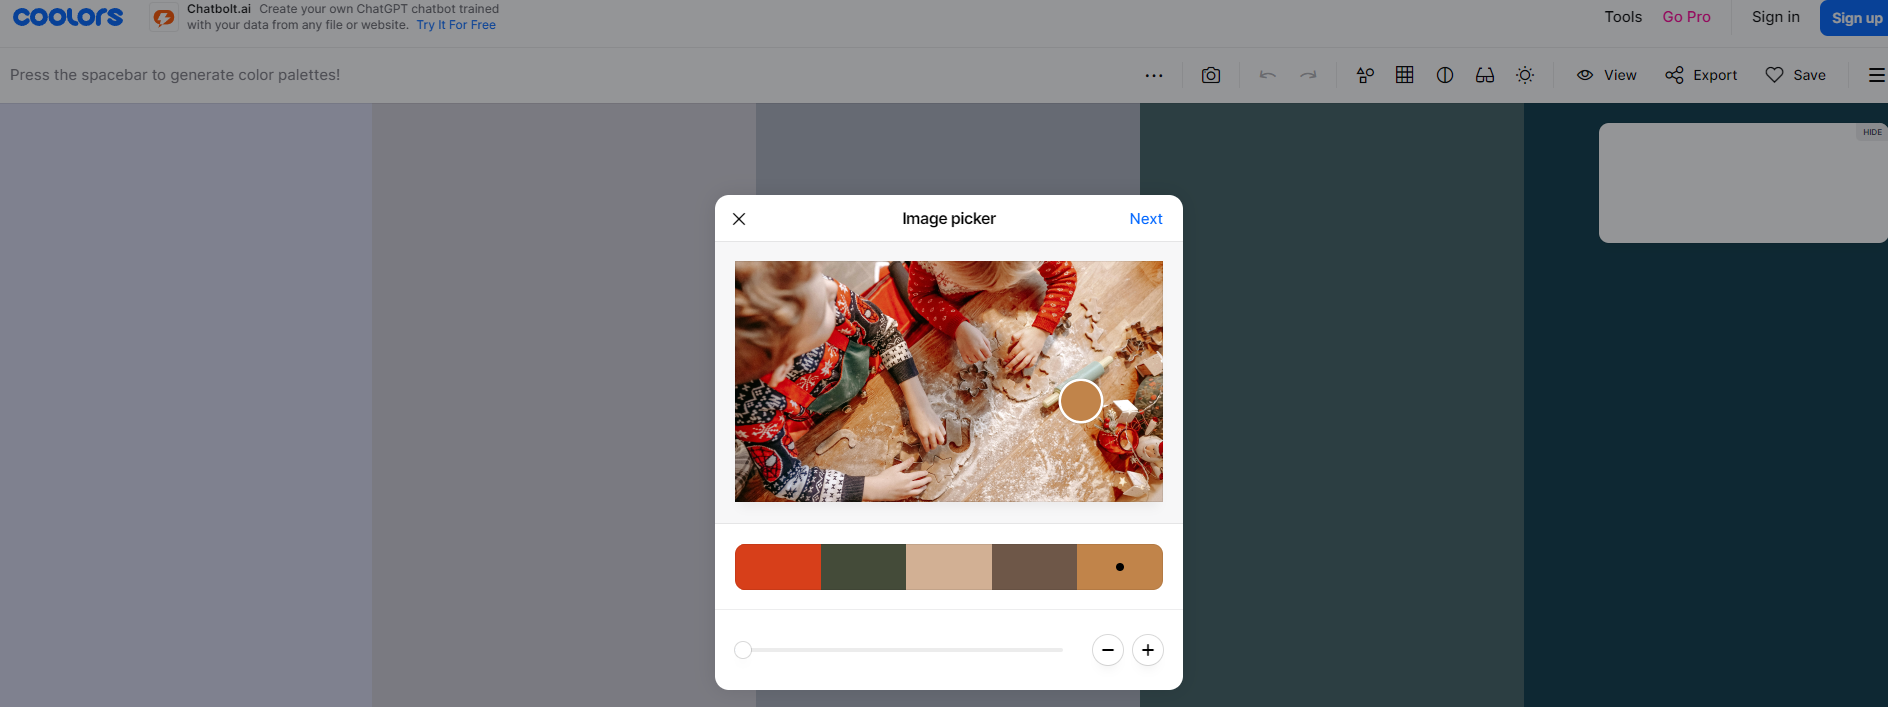 coolors
Chatbolt.ai Create your own ChatGPT chatbot trained
with your data from any file or website. Try It For Free
Tools Go Pro Sign in Sign up
Press the spacebar to generate color palettes!
View Export Save
HIDE
Image picker
Next